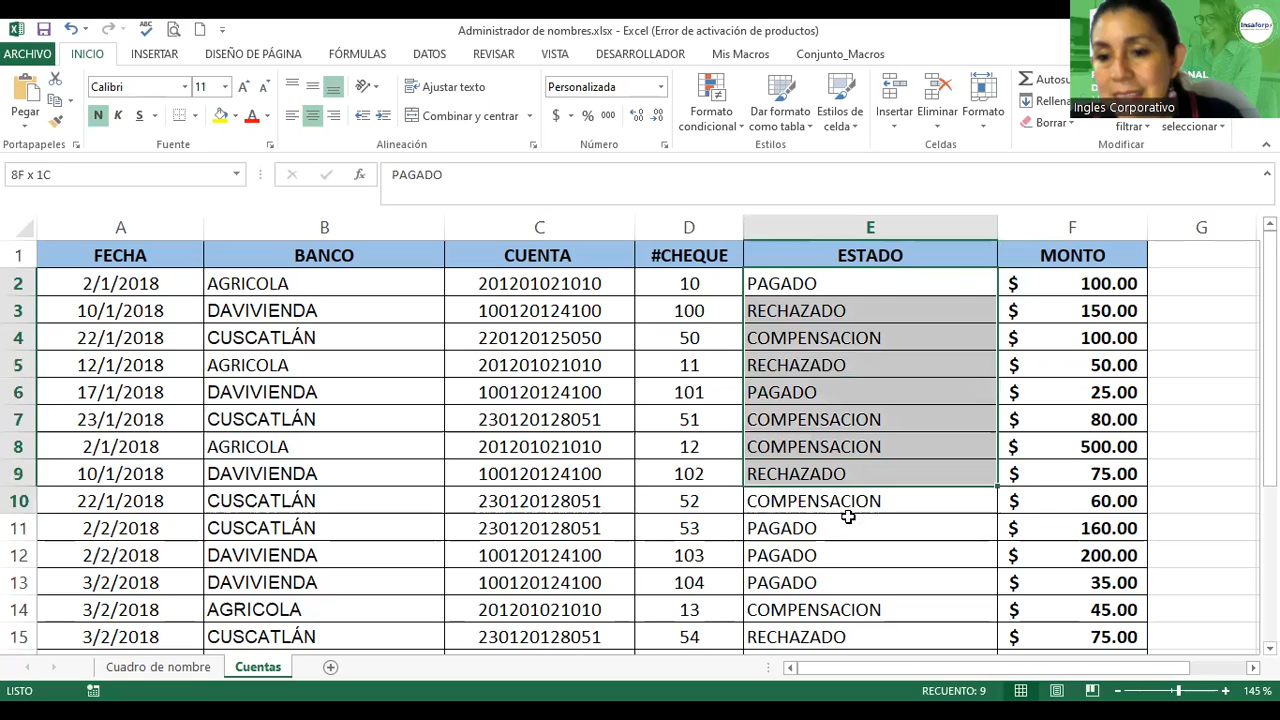 Administrador de nombres.xlsx - Excel (Error de activación de productos)
ARCHIVO INICIO INSERTAR DISEÑO DE PÁGINA FÓRMULAS DATOS REVISAR VISTA DESARROLLADOR Mis Macros Conjunto_Macros
Pegar
Calibri 11
N K S
Ajustar texto
Combinar y centrar
Personalizada
$ % 000
Formato condicional
Dar formato como tabla
Estilos de celda
Insertar
Eliminar
Formato
Autosu
Rellena
Borrar
filtrar
seleccionar
Portapapeles Fuente Alineación Número Estilos Celdas Modificar
Ingles Corporativo
Insaforp
8F x 1C PAGADO
A B C D E F G
1 FECHA BANCO CUENTA #CHEQUE ESTADO MONTO
2 2/1/2018 AGRICOLA 201201021010 10 PAGADO $ 100.00
3 10/1/2018 DAVIVIENDA 100120124100 100 RECHAZADO $ 150.00
4 22/1/2018 CUSCATLÁN 220120125050 50 COMPENSACION $ 100.00
5 12/1/2018 AGRICOLA 201201021010 11 RECHAZADO $ 50.00
6 17/1/2018 DAVIVIENDA 100120124100 101 PAGADO $ 25.00
7 23/1/2018 CUSCATLÁN 230120128051 51 COMPENSACION $ 80.00
8 2/1/2018 AGRICOLA 201201021010 12 COMPENSACION $ 500.00
9 10/1/2018 DAVIVIENDA 100120124100 102 RECHAZADO $ 75.00
10 22/1/2018 CUSCATLÁN 230120128051 52 COMPENSACION $ 60.00
11 2/2/2018 CUSCATLÁN 230120128051 53 PAGADO $ 160.00
12 2/2/2018 DAVIVIENDA 100120124100 103 PAGADO $ 200.00
13 3/2/2018 DAVIVIENDA 100120124100 104 PAGADO $ 35.00
14 3/2/2018 AGRICOLA 201201021010 13 COMPENSACION $ 45.00
15 3/2/2018 CUSCATLÁN 230120128051 54 RECHAZADO $ 75.00
Cuadro de nombre Cuentas
LISTO RECUENTO: 9 145 %